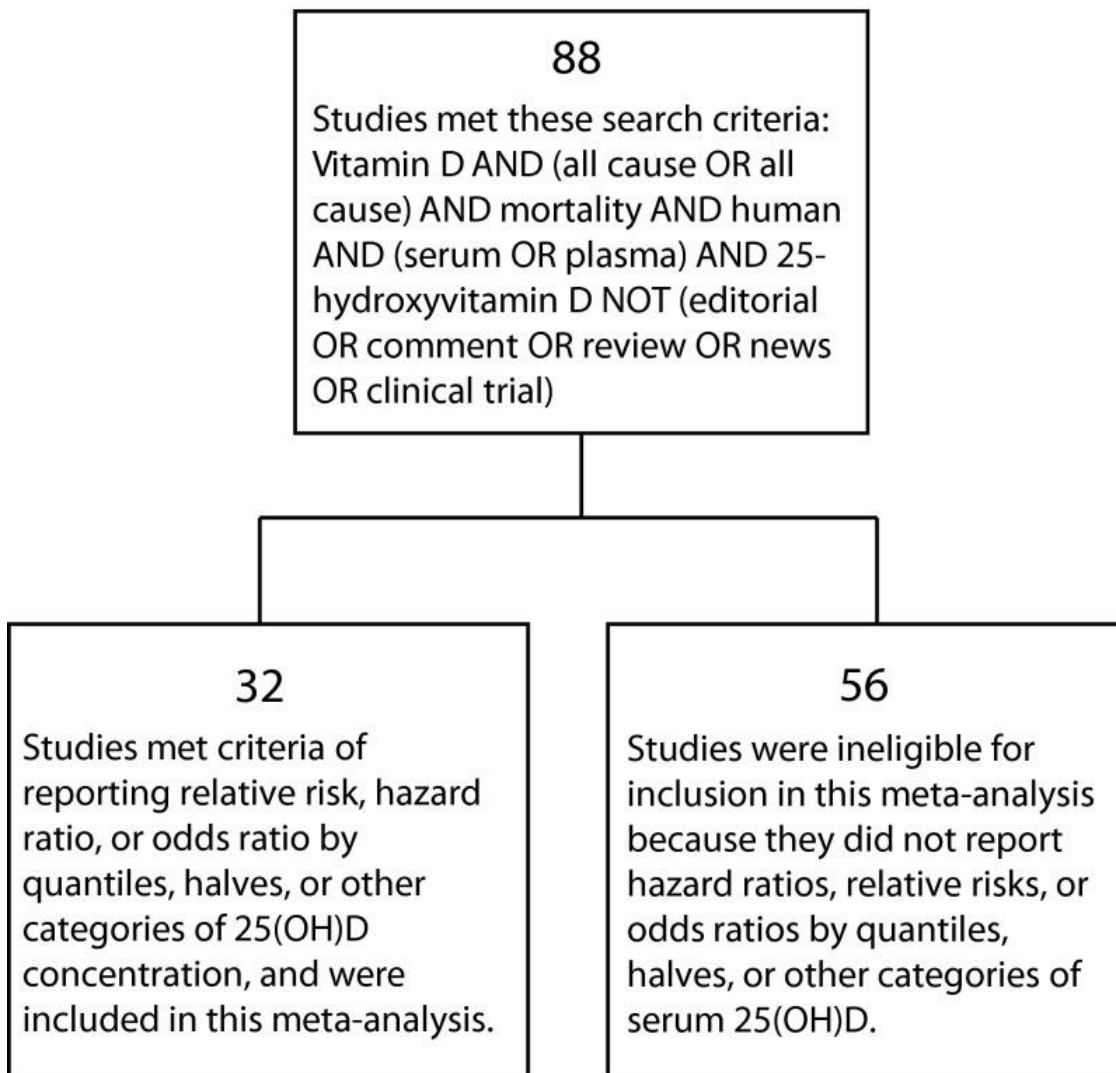 88
Studies met these search criteria:
Vitamin D AND (all cause OR all
cause) AND mortality AND human
AND (serum OR plasma) AND 25-
hydroxyvitamin D NOT (editorial
OR comment OR review OR news
OR clinical trial)
32
Studies met criteria of
reporting relative risk, hazard
ratio, or odds ratio by
quantiles, halves, or other
categories of 25(OH)D
concentration, and were
included in this meta-analysis.
56
Studies were ineligible for
inclusion in this meta-analysis
because they did not report
hazard ratios, relative risks, or
odds ratios by quantiles,
halves, or other categories of
serum 25(OH)D.